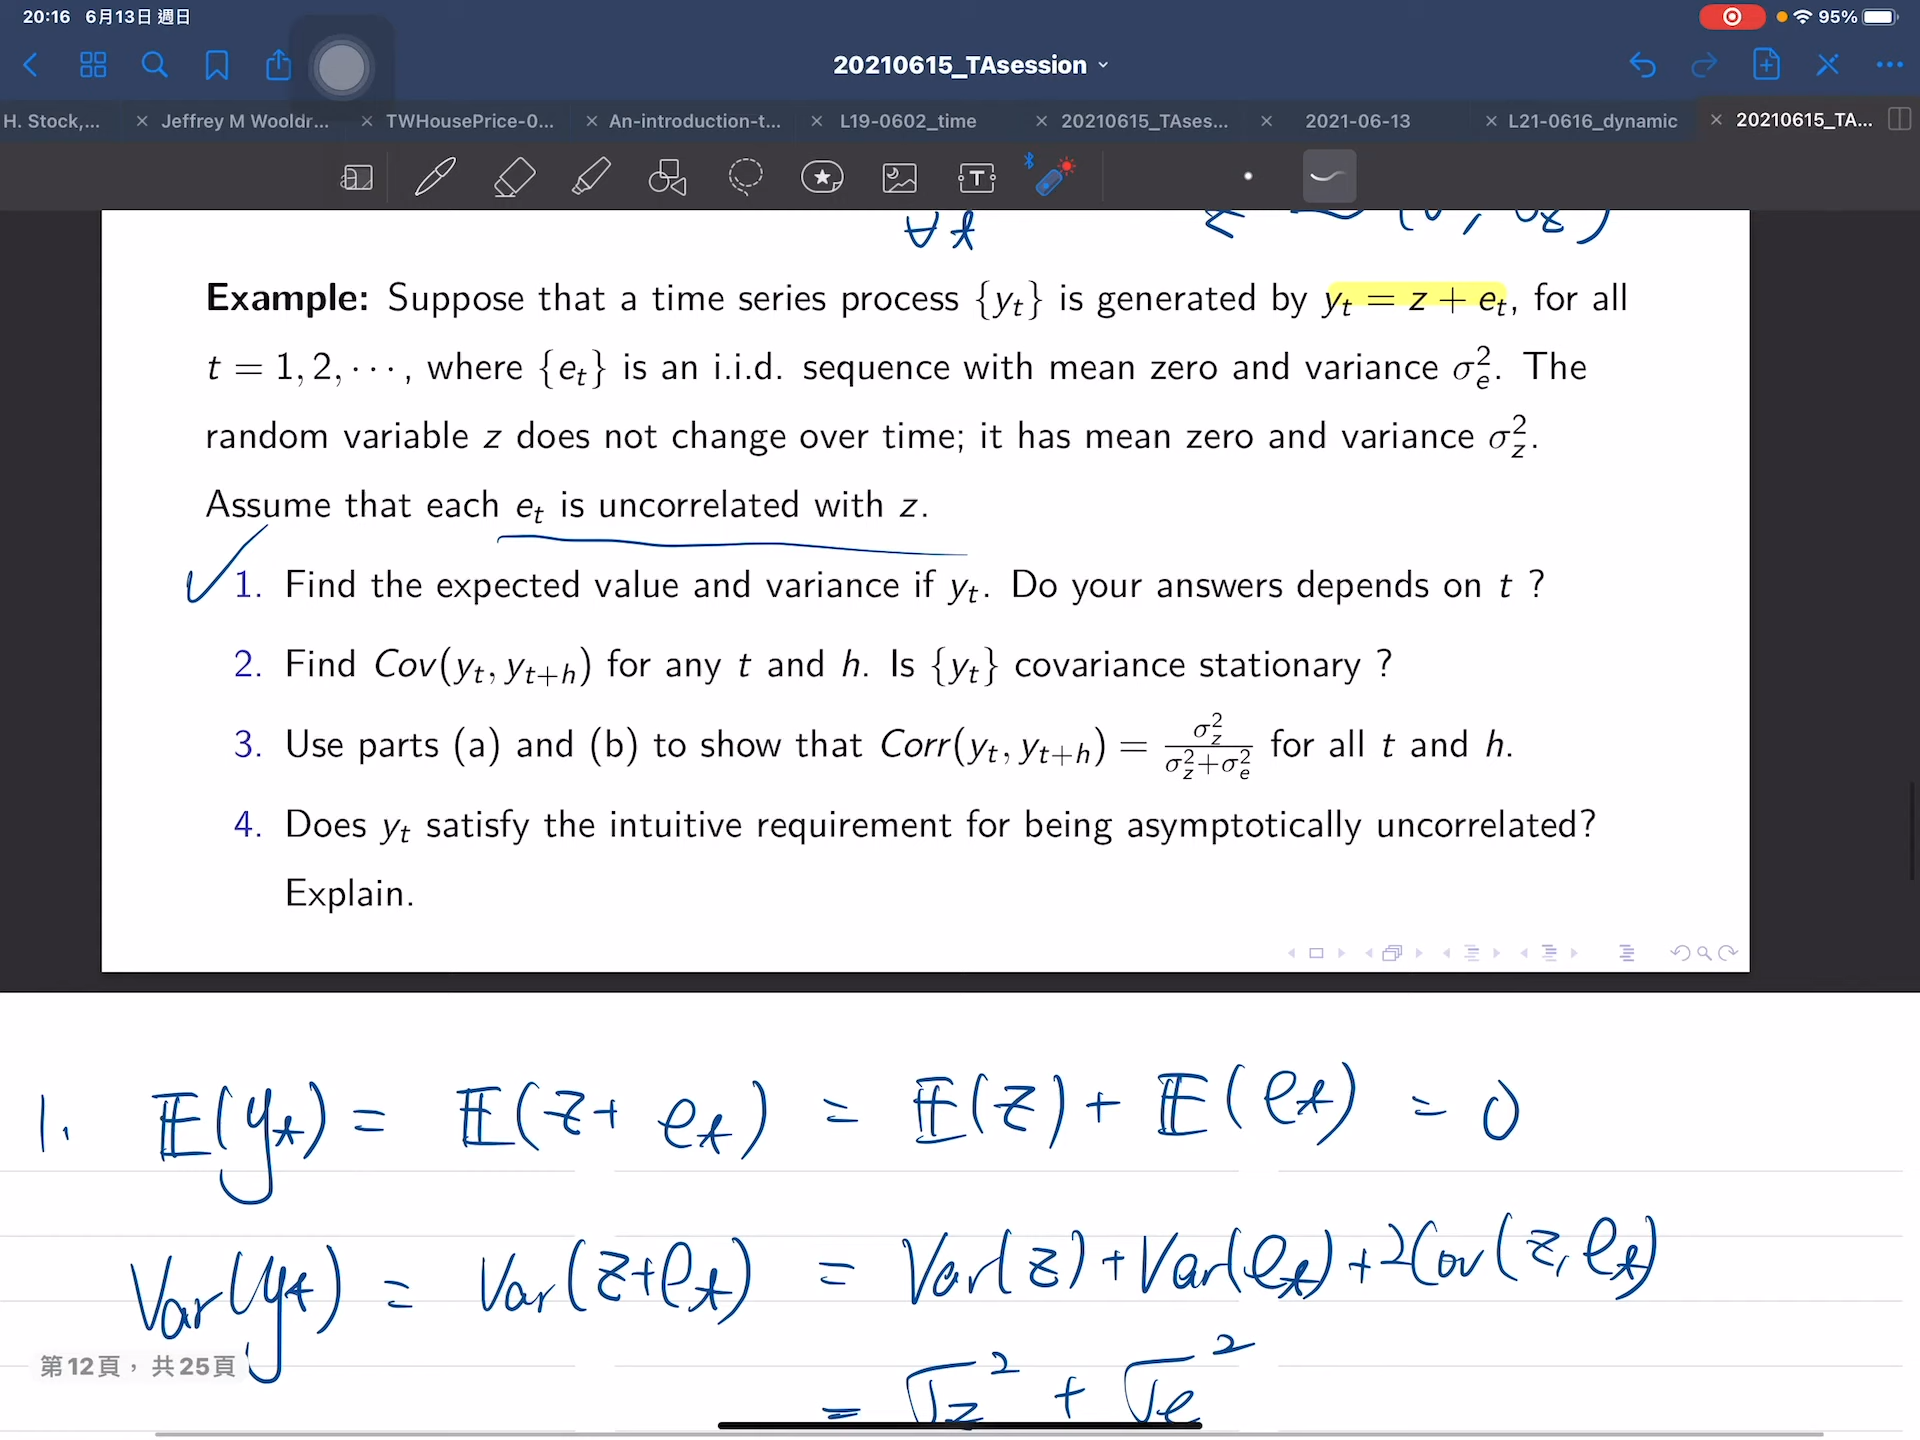 20:16 6月13日 週日
95%
20210615_TAsession
H. Stock,... × Jeffrey M Wooldr... × TWHousePrice-0... × An-introduction-t... × L19-0602_time × 20210615_TAses... × 2021-06-13 × L21-0616_dynamic × 20210615_TA...
∀t
Example: Suppose that a time series process {y_t} is generated by y_t = z + e_t, for all
t = 1, 2, · · · , where {e_t} is an i.i.d. sequence with mean zero and variance σ_e^2. The
random variable z does not change over time; it has mean zero and variance σ_z^2.
Assume that each e_t is uncorrelated with z.
1. Find the expected value and variance if y_t. Do your answers depends on t ?
2. Find Cov(y_t, y_{t+h}) for any t and h. Is {y_t} covariance stationary ?
3. Use parts (a) and (b) to show that Corr(y_t, y_{t+h}) = σ_z^2/(σ_z^2+σ_e^2) for all t and h.
4. Does y_t satisfy the intuitive requirement for being asymptotically uncorrelated?
Explain.
1. 𝔼(y_t) = 𝔼(z + e_t) = 𝔼(z) + 𝔼(e_t) = 0
Var(y_t) = Var(z+e_t) = Var(z) + Var(e_t) + 2Cov(z, e_t)
= σ_z^2 + σ_e^2
第12頁，共25頁